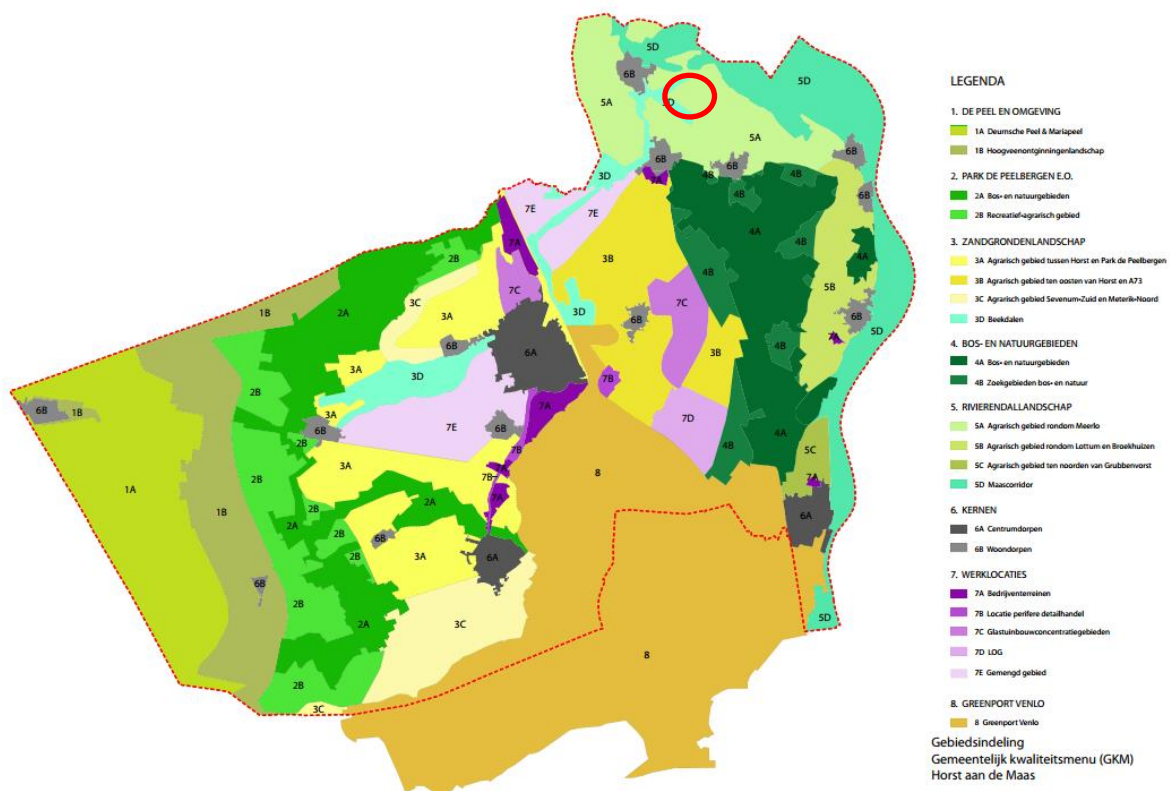 5D
6B
5D
5A
5A
6B
6B
6B
7A
3D
4B
4B
4B
6B
7E
7E
4A
4B
7A
2B
3B
4B
4A
7C
3C
7C
5B
1B
2A
3A
3D
6B
6B
5D
7A
6B
6A
3B
4B
3A
3D
7B
2B
3A
7A
7D
6B
1B
6B
2B
7E
6B
7B
4B
4A
5C
3A
7A
7B
7A
8
2B
1A
1B
2B
2A
7A
6A
2A
2B
6B
2B
3A
6A
6B
2B
2A
3C
5D
8
2B
3C
LEGENDA
1. DE PEEL EN OMGEVING
1A Deurnsche Peel & Mariapeel
1B Hoogveenontginningenlandschap
2. PARK DE PEELBERGEN E.O.
2A Bos- en natuurgebieden
2B Recreatief-agrarisch gebied
3. ZANDGRONDENLANDSCHAP
3A Agrarisch gebied tussen Horst en Park de Peelbergen
3B Agrarisch gebied ten oosten van Horst en A73
3C Agrarisch gebied Sevenum-Zuid en Meterik-Noord
3D Beekdalen
4. BOS- EN NATUURGEBIEDEN
4A Bos- en natuurgebieden
4B Zoekgebieden bos- en natuur
5. RIVIERENDALLANDSCHAP
5A Agrarisch gebied rondom Meerlo
5B Agrarisch gebied rondom Lottum en Broekhuizen
5C Agrarisch gebied ten noorden van Grubbenvorst
5D Maascorridor
6. KERNEN
6A Centrumdorpen
6B Woondorpen
7. WERKLOCATIES
7A Bedrijventerreinen
7B Locatie perifere detailhandel
7C Glastuinbouwconcentratiegebieden
7D LOG
7E Gemengd gebied
8. GREENPORT VENLO
8 Greenport Venlo
Gebiedsindeling
Gemeentelijk kwaliteitsmenu (GKM)
Horst aan de Maas